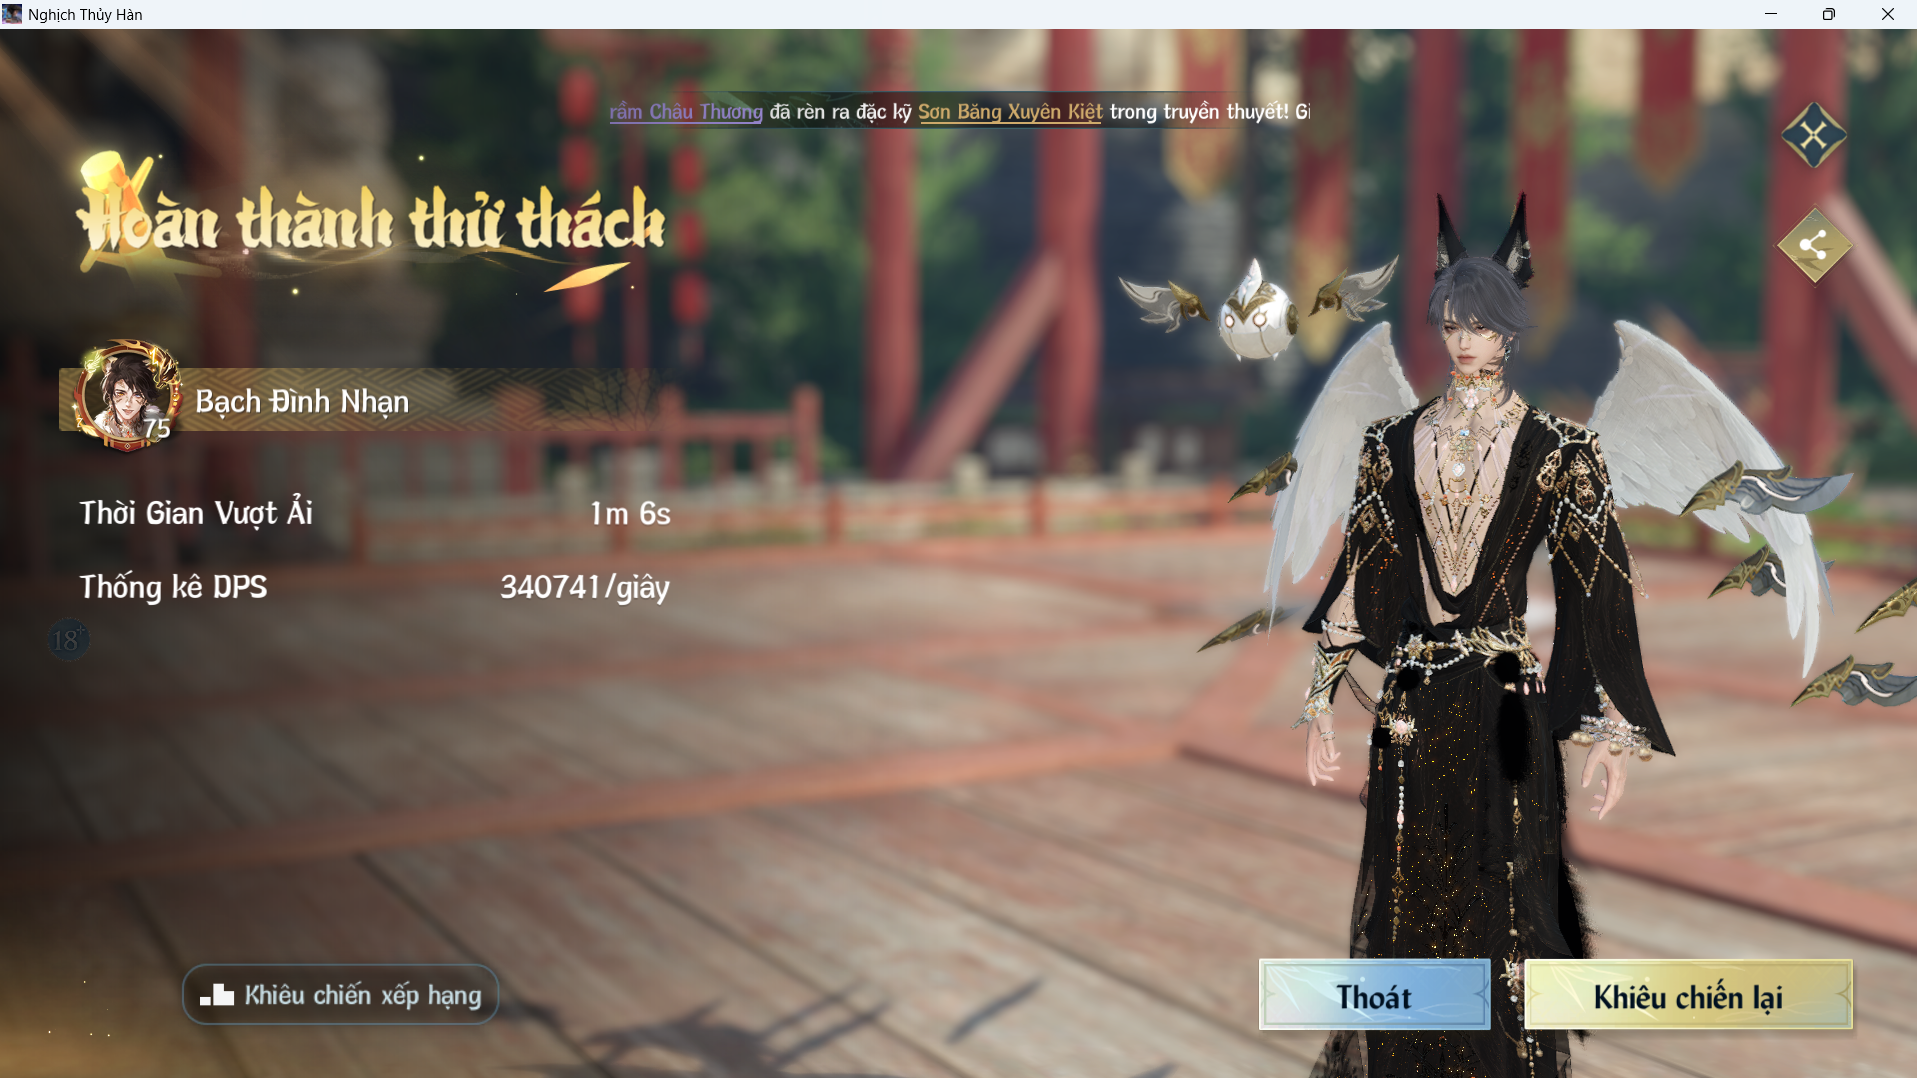 Nghịch Thủy Hàn
rầm Châu Thương đã rèn ra đặc kỹ Sơn Băng Xuyên Kiệt trong truyền thuyết! Gi
Hoàn thành thử thách
75
Bạch Đình Nhạn
Thời Gian Vượt Ải 1m 6s
Thống kê DPS 340741/giây
18+
Khiêu chiến xếp hạng
Thoát
Khiêu chiến lại